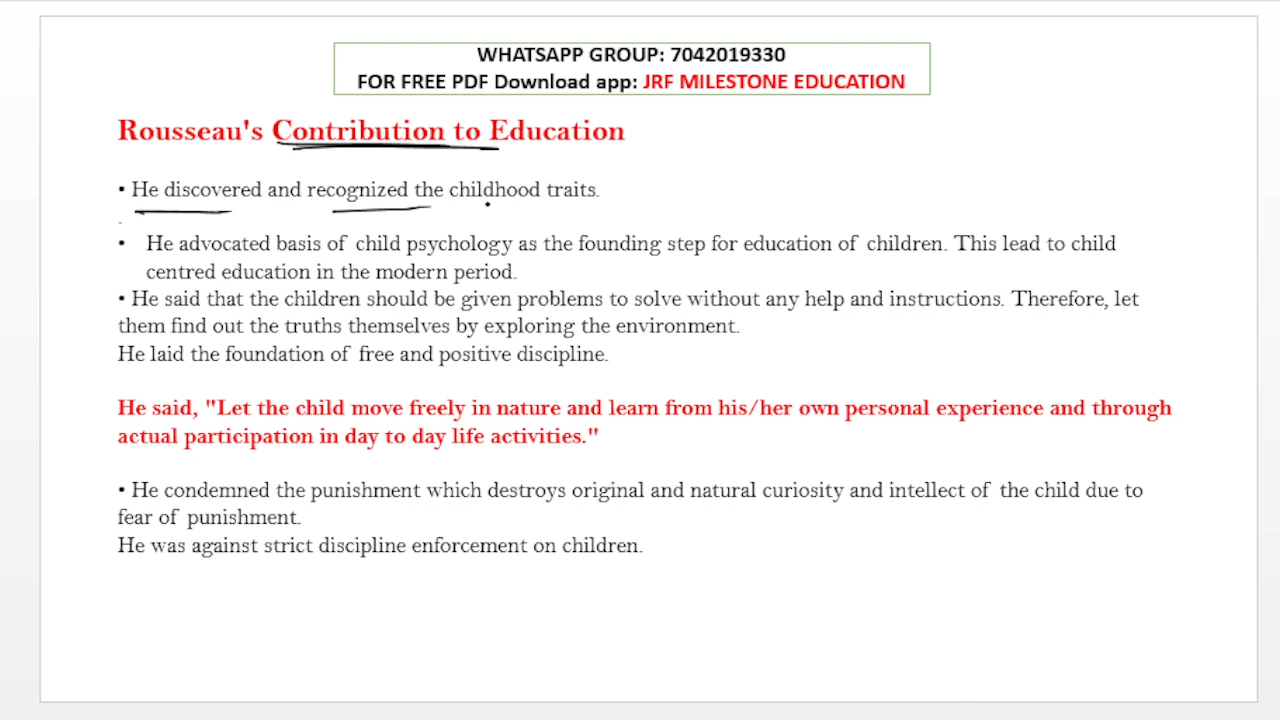 WHATSAPP GROUP: 7042019330
FOR FREE PDF Download app: JRF MILESTONE EDUCATION
Rousseau's Contribution to Education
• He discovered and recognized the childhood traits.
.
• He advocated basis of child psychology as the founding step for education of children. This lead to child
centred education in the modern period.
• He said that the children should be given problems to solve without any help and instructions. Therefore, let
them find out the truths themselves by exploring the environment.
He laid the foundation of free and positive discipline.
He said, "Let the child move freely in nature and learn from his/her own personal experience and through
actual participation in day to day life activities."
• He condemned the punishment which destroys original and natural curiosity and intellect of the child due to
fear of punishment.
He was against strict discipline enforcement on children.